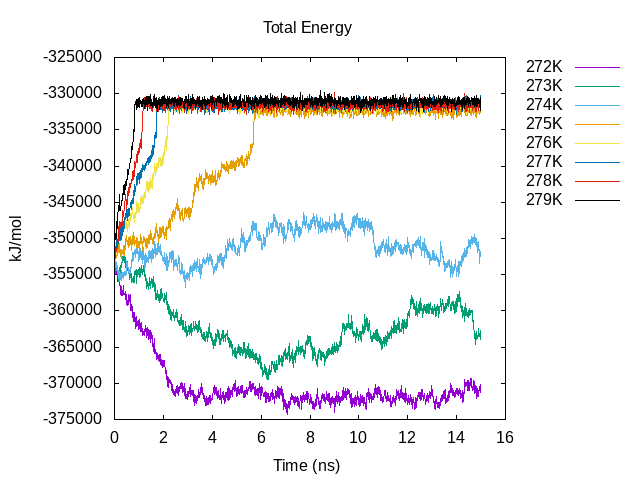 Total Energy
-325000
-330000
-335000
-340000
-345000
-350000
-355000
-360000
-365000
-370000
-375000
kJ/mol
0 2 4 6 8 10 12 14 16
Time (ns)
272K
273K
274K
275K
276K
277K
278K
279K